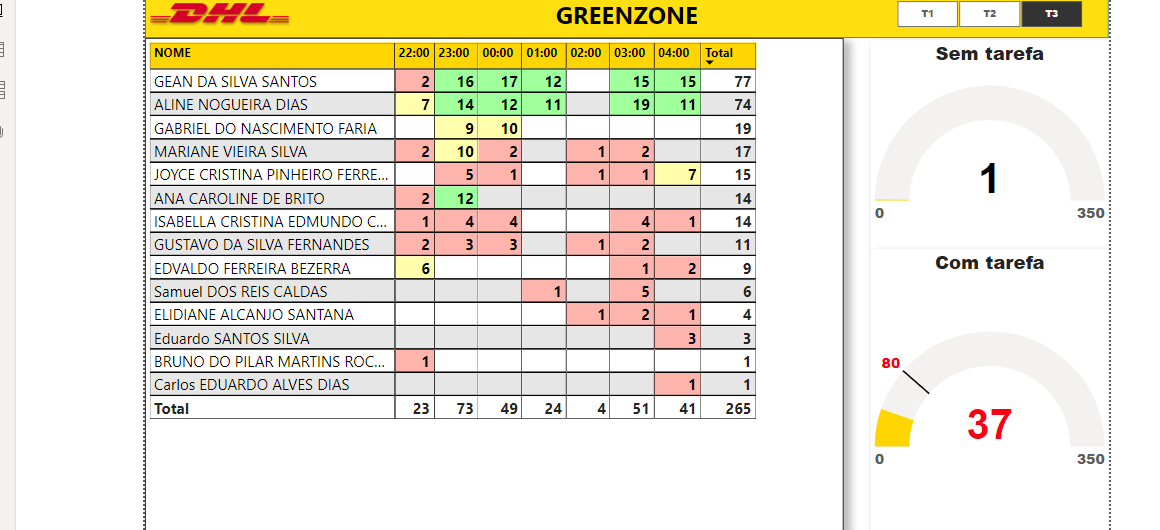 DHL GREENZONE T1 T2 T3
NOME 22:00 23:00 00:00 01:00 02:00 03:00 04:00 Total
GEAN DA SILVA SANTOS 2 16 17 12 15 15 77
ALINE NOGUEIRA DIAS 7 14 12 11 19 11 74
GABRIEL DO NASCIMENTO FARIA 9 10 19
MARIANE VIEIRA SILVA 2 10 2 1 2 17
JOYCE CRISTINA PINHEIRO FERRE... 5 1 1 1 7 15
ANA CAROLINE DE BRITO 2 12 14
ISABELLA CRISTINA EDMUNDO C... 1 4 4 4 1 14
GUSTAVO DA SILVA FERNANDES 2 3 3 1 2 11
EDVALDO FERREIRA BEZERRA 6 1 2 9
Samuel DOS REIS CALDAS 1 5 6
ELIDIANE ALCANJO SANTANA 1 2 1 4
Eduardo SANTOS SILVA 3 3
BRUNO DO PILAR MARTINS ROC... 1 1
Carlos EDUARDO ALVES DIAS 1 1
Total 23 73 49 24 4 51 41 265
Sem tarefa
1
0 350
Com tarefa
80
37
0 350